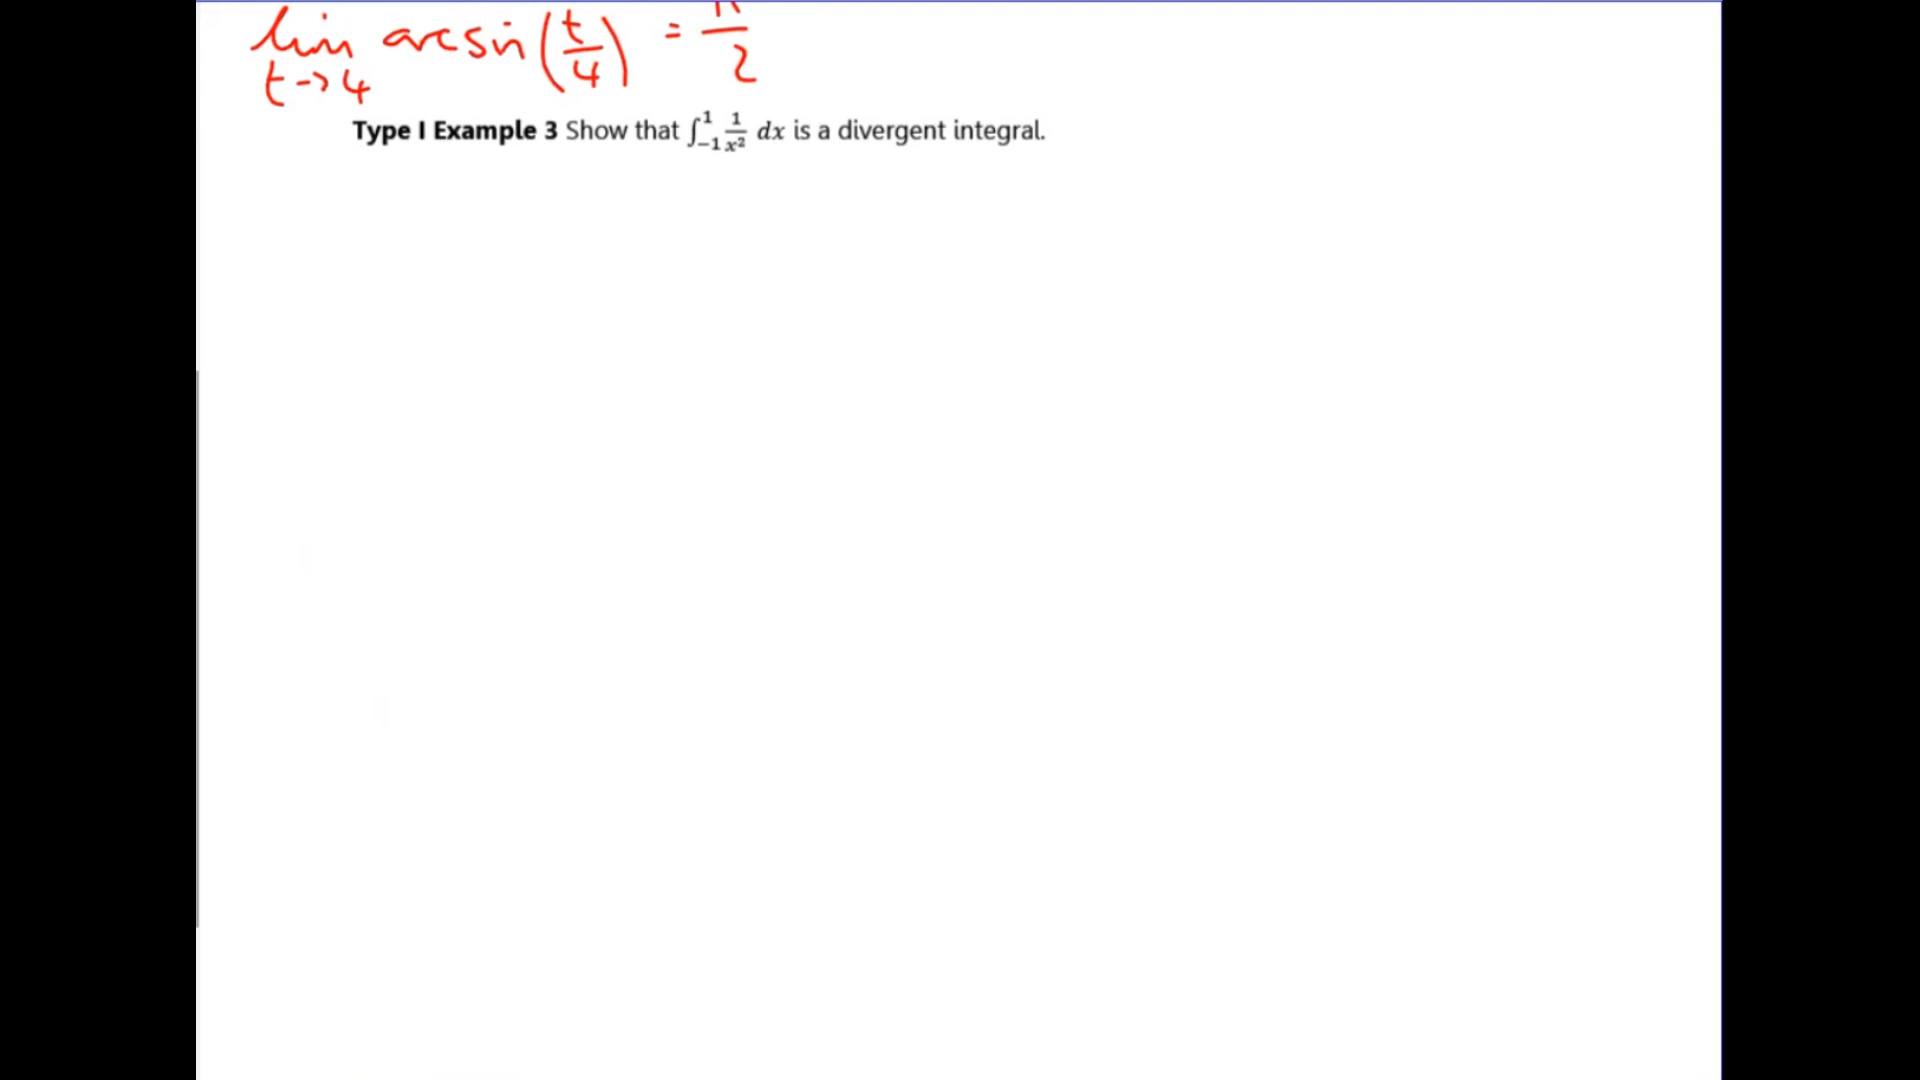 lim arcsin(t/4) = π/2
t→4
Type I Example 3 Show that ∫₋₁¹ 1/x² dx is a divergent integral.